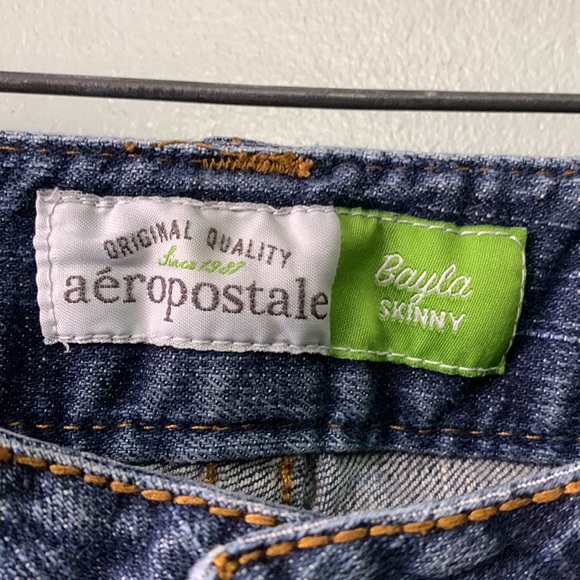 ORIGINAL QUALITY
Since 1987
aéropostale
Bayla
SKINNY